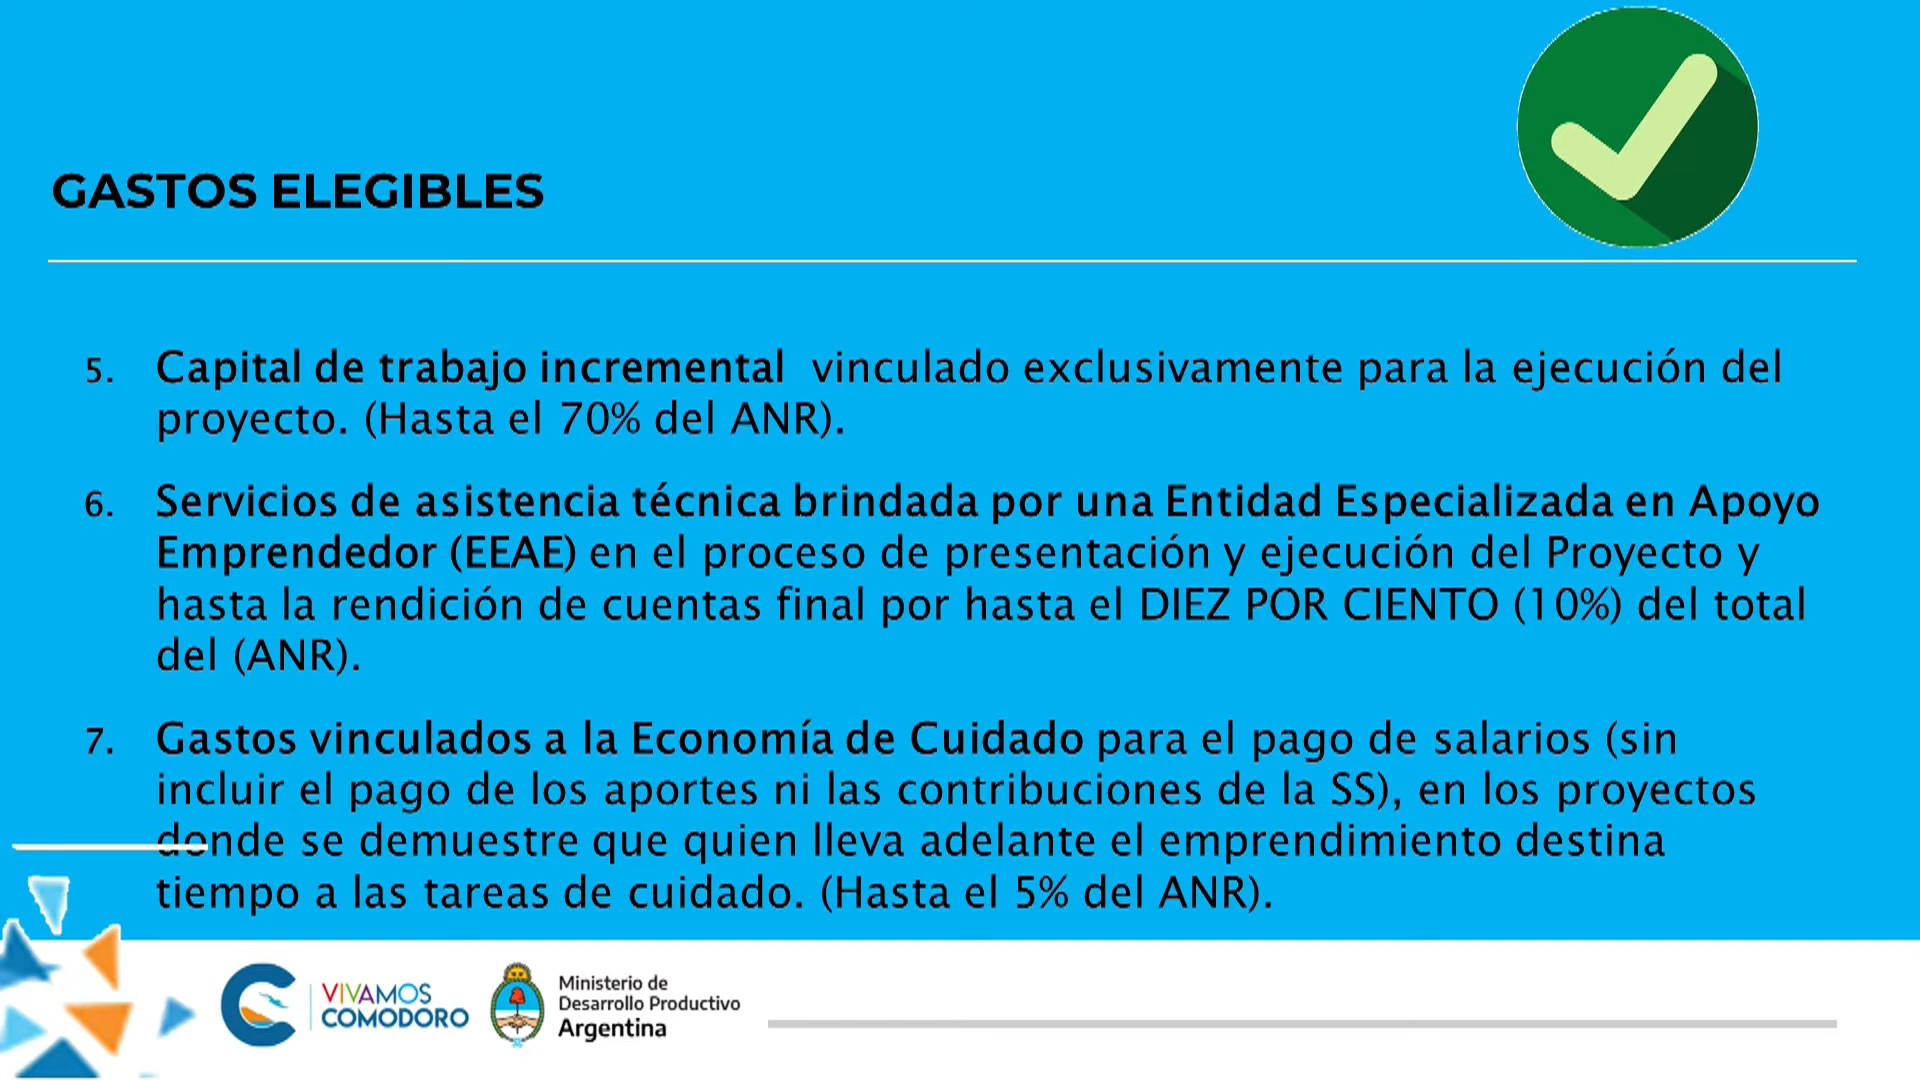 GASTOS ELEGIBLES
5. Capital de trabajo incremental vinculado exclusivamente para la ejecución del
proyecto. (Hasta el 70% del ANR).
6. Servicios de asistencia técnica brindada por una Entidad Especializada en Apoyo
Emprendedor (EEAE) en el proceso de presentación y ejecución del Proyecto y
hasta la rendición de cuentas final por hasta el DIEZ POR CIENTO (10%) del total
del (ANR).
7. Gastos vinculados a la Economía de Cuidado para el pago de salarios (sin
incluir el pago de los aportes ni las contribuciones de la SS), en los proyectos
donde se demuestre que quien lleva adelante el emprendimiento destina
tiempo a las tareas de cuidado. (Hasta el 5% del ANR).
VIVAMOS
COMODORO
Ministerio de
Desarrollo Productivo
Argentina